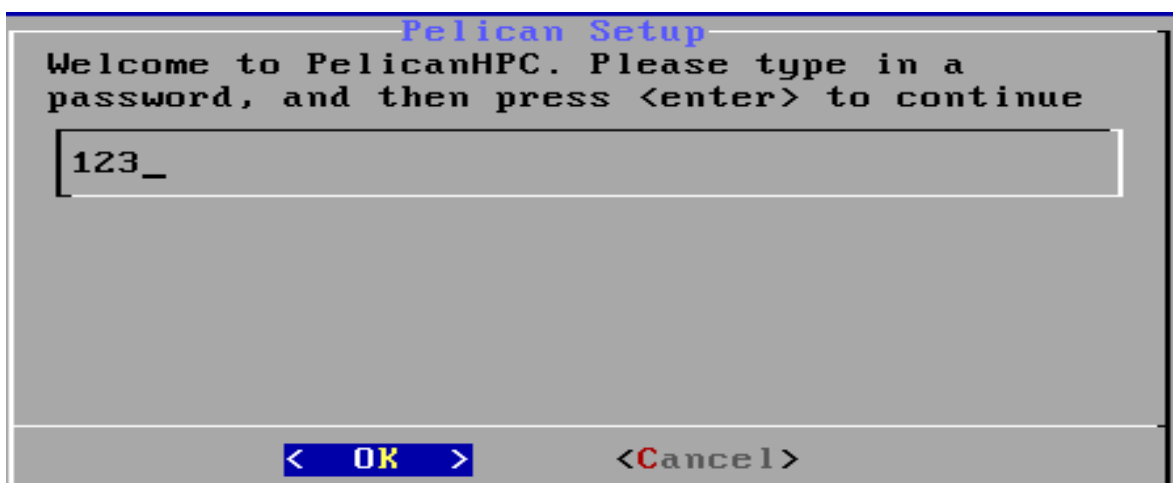 Pelican Setup
Welcome to PelicanHPC. Please type in a
password, and then press <enter> to continue
123_
< OK > <Cancel>